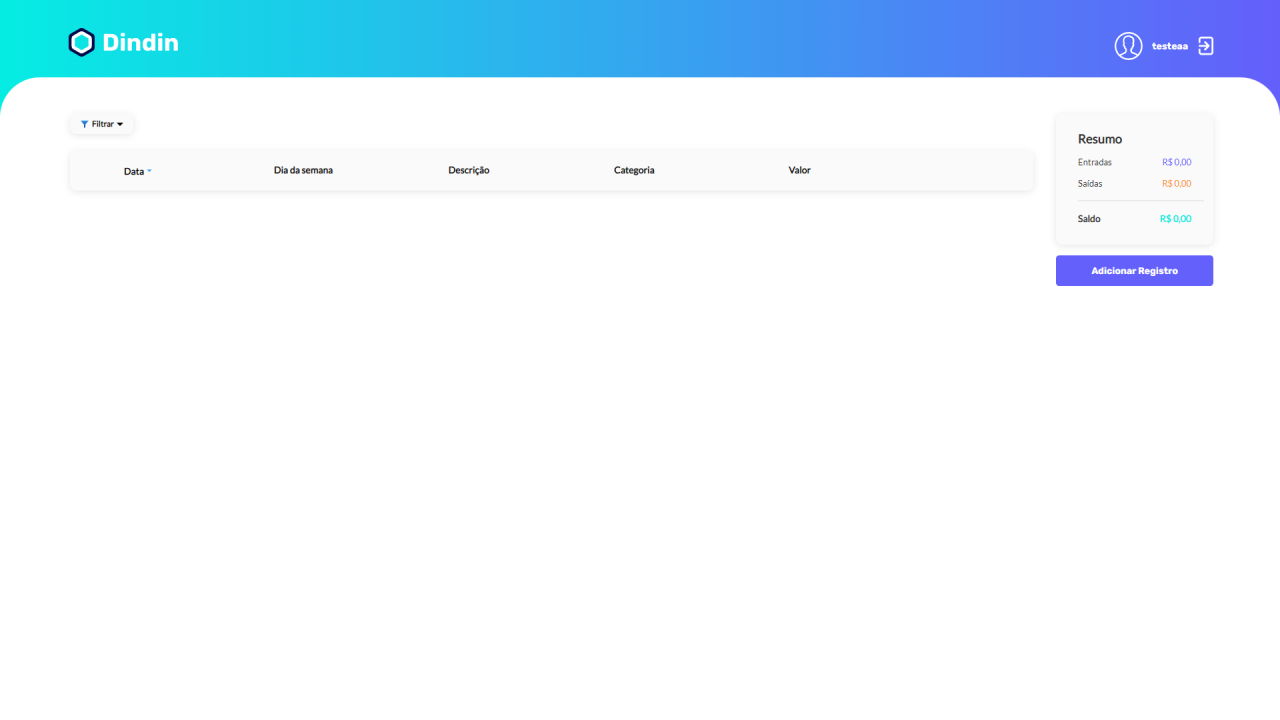 Dindin
testeaa
Filtrar
Data
Dia da semana
Descrição
Categoria
Valor
Resumo
Entradas R$ 0,00
Saídas R$ 0,00
Saldo R$ 0,00
Adicionar Registro